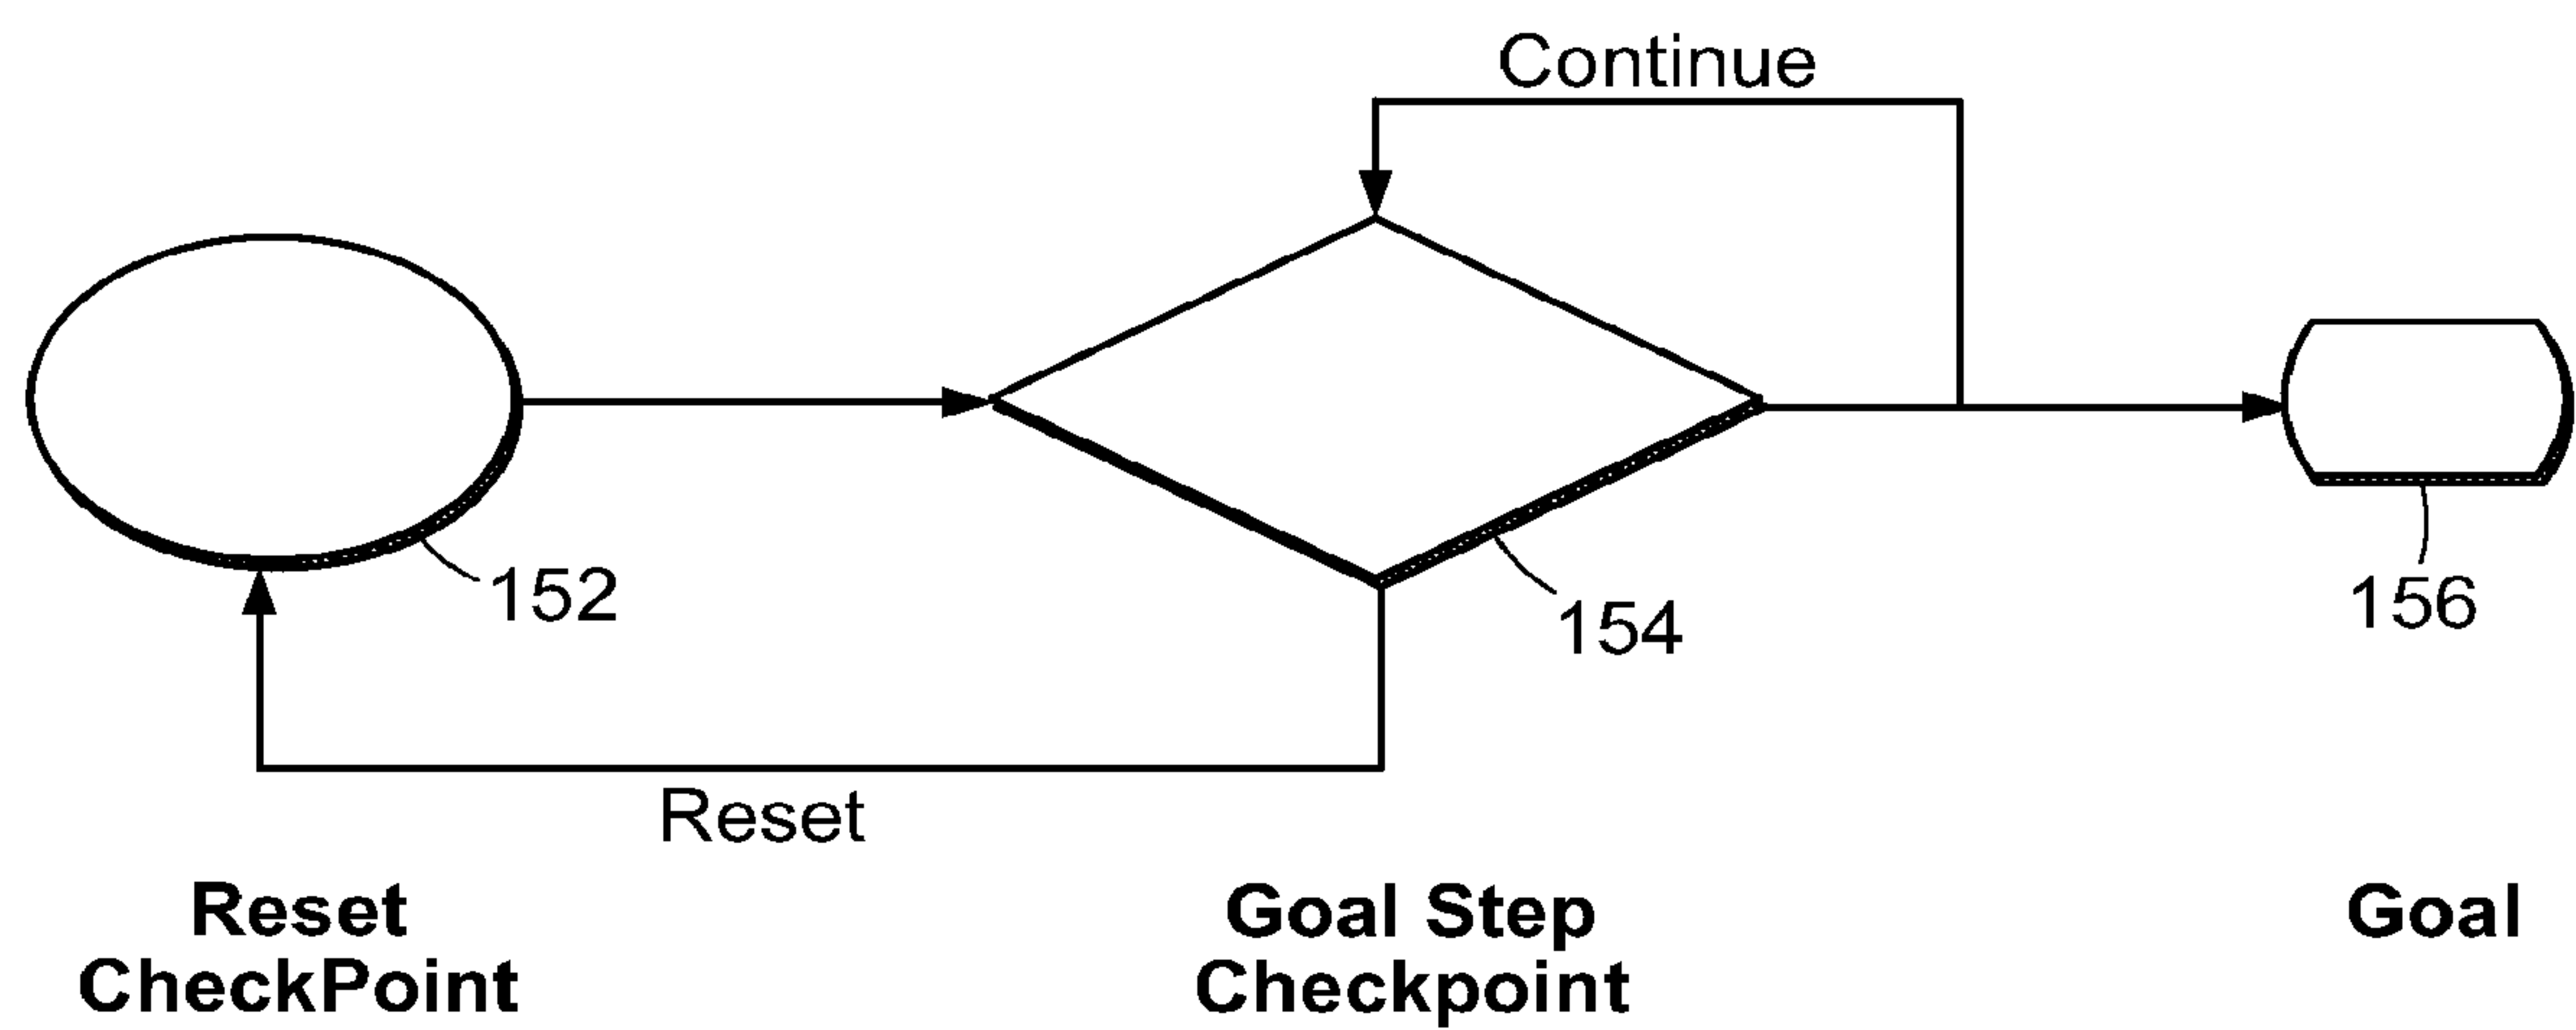 Continue
152
154
156
Reset
Reset
CheckPoint
Goal Step
Checkpoint
Goal